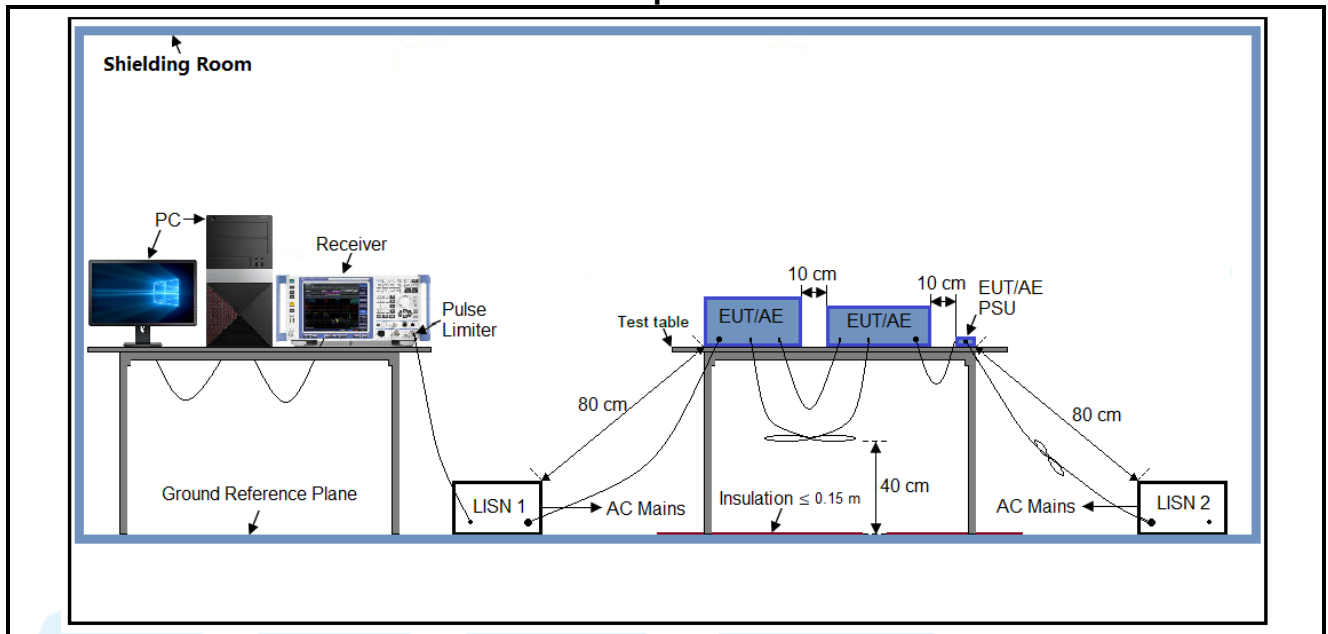 Shielding Room
PC
Receiver
Pulse
Limiter
10 cm
10 cm
EUT/AE
PSU
Test table
EUT/AE
EUT/AE
80 cm
80 cm
Ground Reference Plane
LISN 1
AC Mains
Insulation ≤ 0.15 m
40 cm
AC Mains
LISN 2